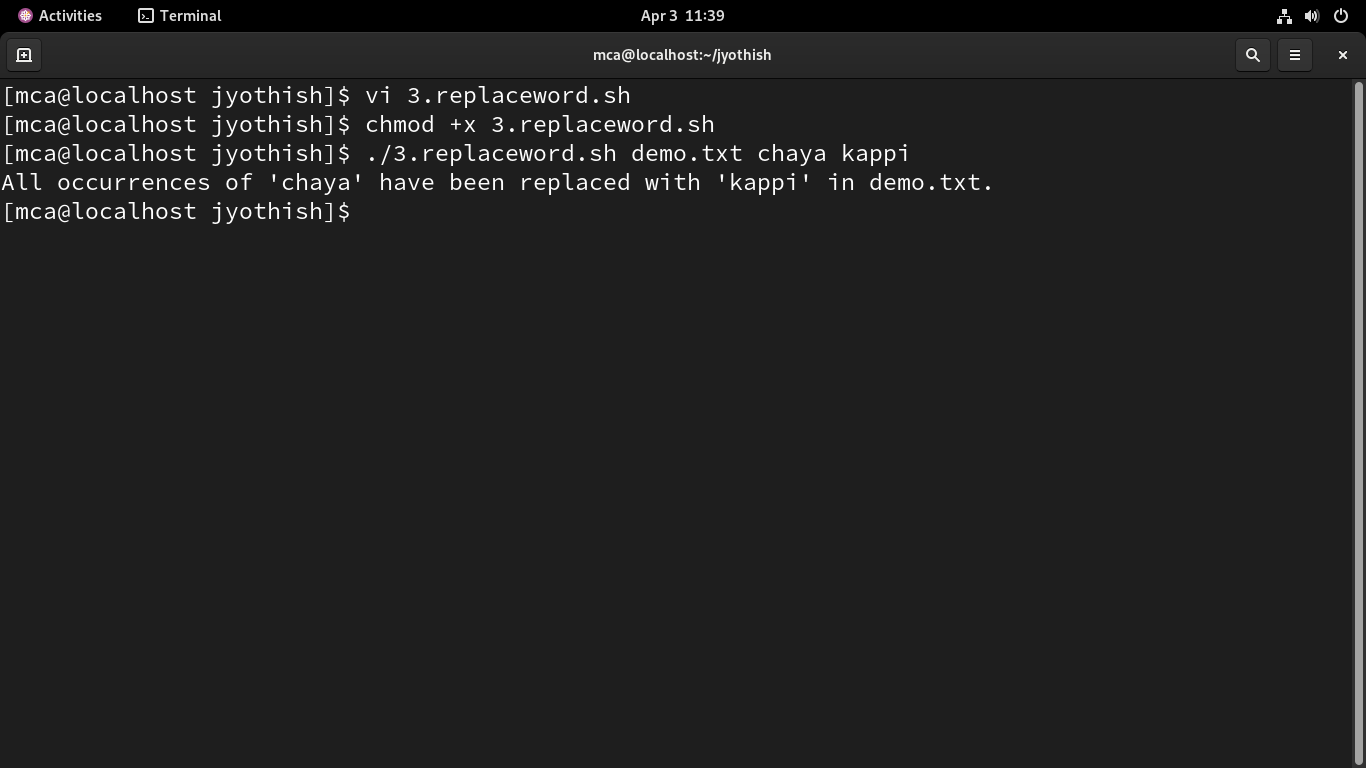 Activities Terminal Apr 3 11:39
mca@localhost:~/jyothish
[mca@localhost jyothish]$ vi 3.replaceword.sh
[mca@localhost jyothish]$ chmod +x 3.replaceword.sh
[mca@localhost jyothish]$ ./3.replaceword.sh demo.txt chaya kappi
All occurrences of 'chaya' have been replaced with 'kappi' in demo.txt.
[mca@localhost jyothish]$